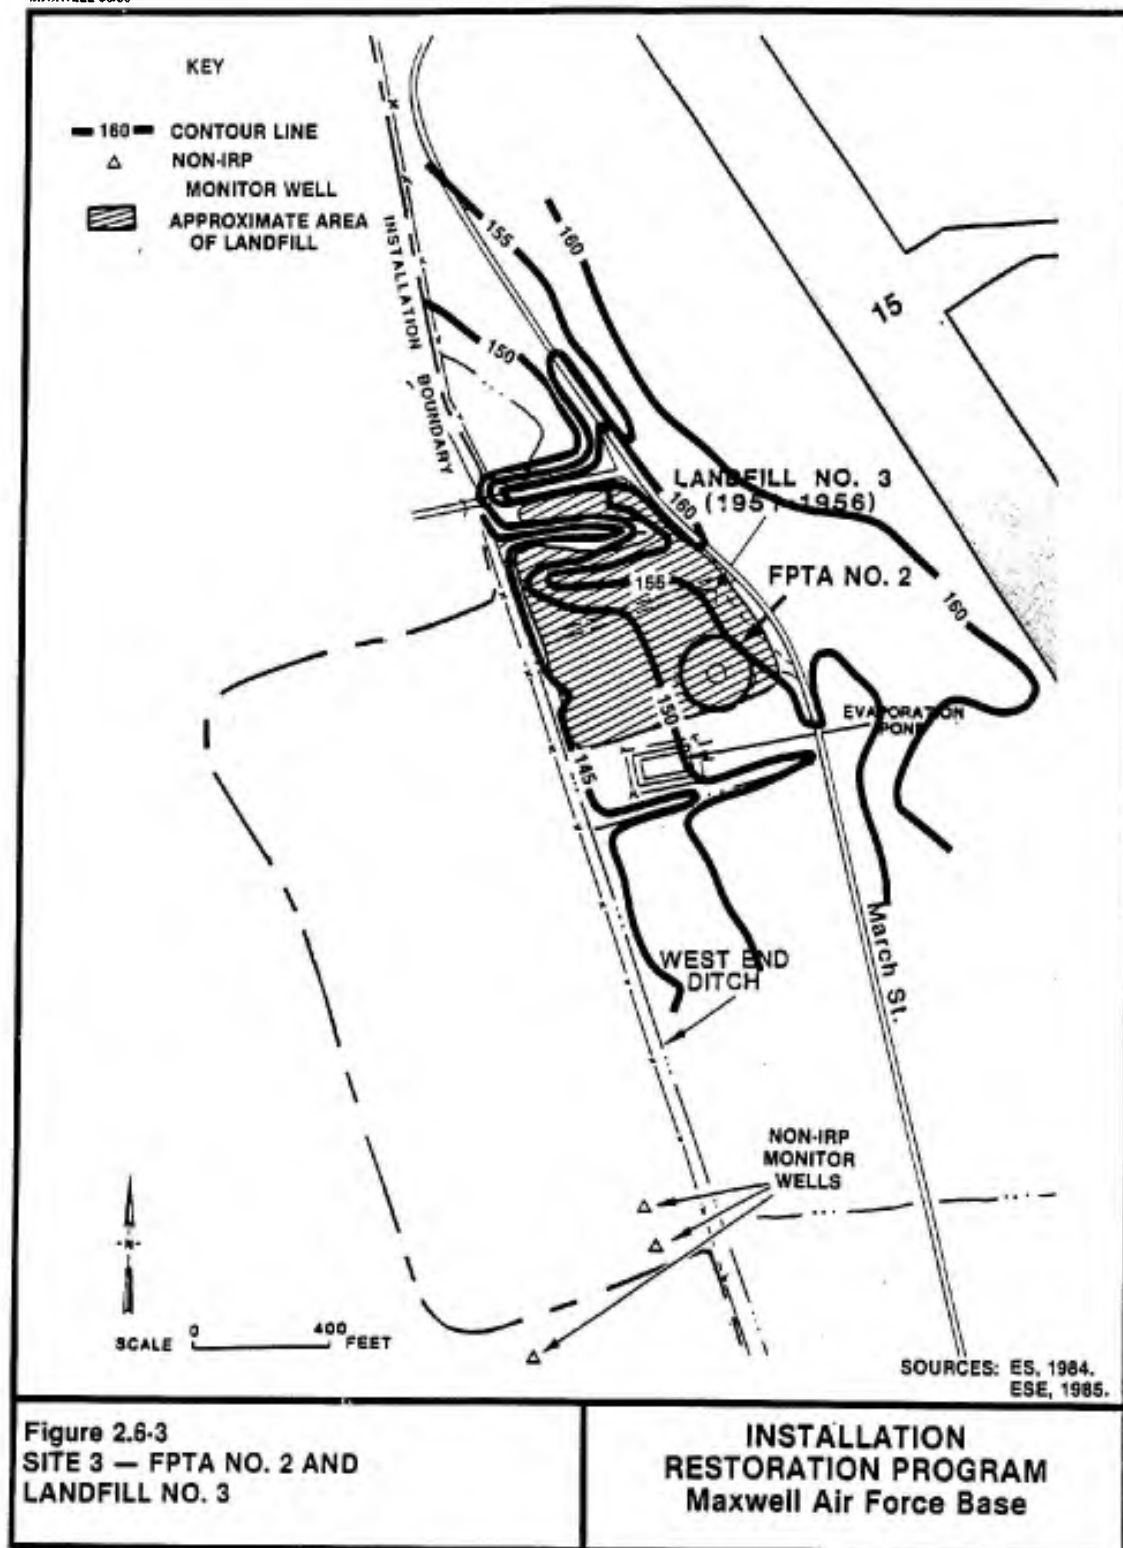 KEY
160 CONTOUR LINE
NON-IRP
MONITOR WELL
APPROXIMATE AREA
OF LANDFILL
INSTALLATION BOUNDARY
155
160
150
15
LANDFILL NO. 3
(1951-1956)
160
155
FPTA NO. 2
160
150
EVAPORATION
POND
145
WEST END
DITCH
March St.
NON-IRP
MONITOR
WELLS
N
SCALE 0 400 FEET
SOURCES: ES, 1984.
ESE, 1985.
Figure 2.6-3
SITE 3 — FPTA NO. 2 AND
LANDFILL NO. 3
INSTALLATION
RESTORATION PROGRAM
Maxwell Air Force Base